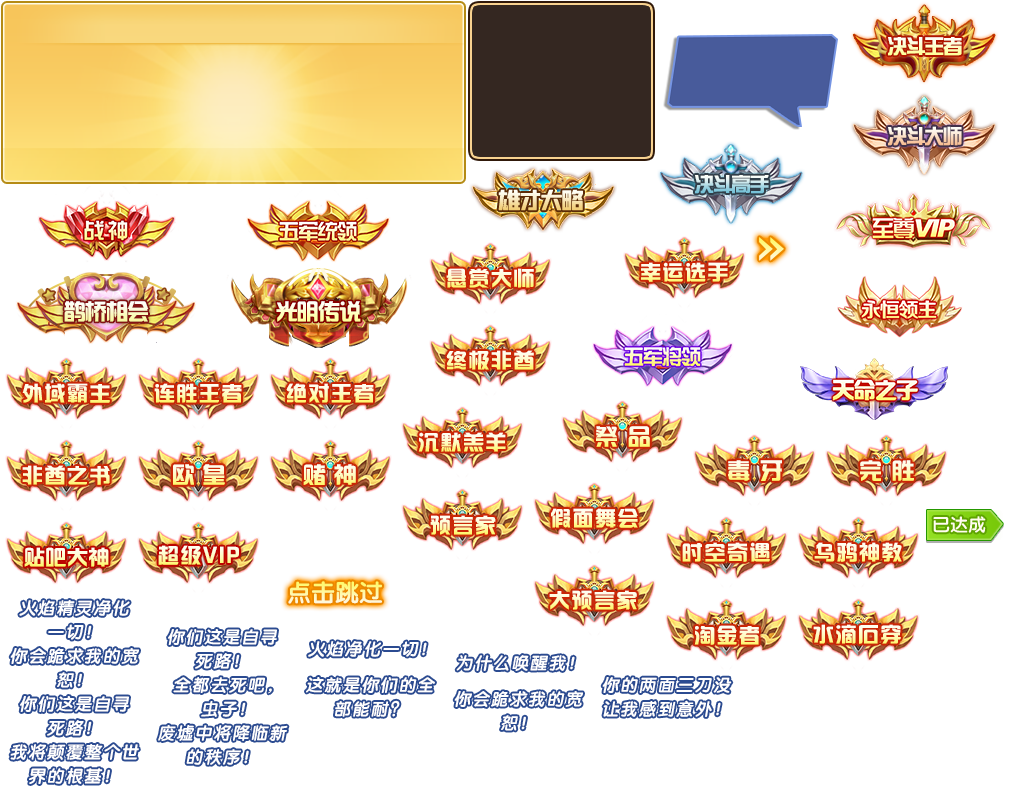 决斗王者
决斗大师
决斗高手
雄才大略
战神
五军统领
至尊VIP
悬赏大师
幸运选手
鹊桥相会
光明传说
永恒领主
终极非酋
五军将领
外域霸主
连胜王者
绝对王者
天命之子
沉默羔羊
祭品
非酋之书
欧皇
赌神
毒牙
完胜
预言家
假面舞会
已达成
贴吧大神
超级VIP
时空奇遇
乌鸦神教
点击跳过
大预言家
淘金者
水滴石穿
火焰精灵净化
一切!
你会跪求我的宽
恕!
你们这是自寻
死路!
我将颠覆整个世
界的根基!
你们这是自寻
死路!
全都去死吧,
虫子!
废墟中将降临新
的秩序!
火焰净化一切!
这就是你们的全
部能耐?
为什么唤醒我!
你会跪求我的宽
恕!
你的两面三刀没
让我感到意外!